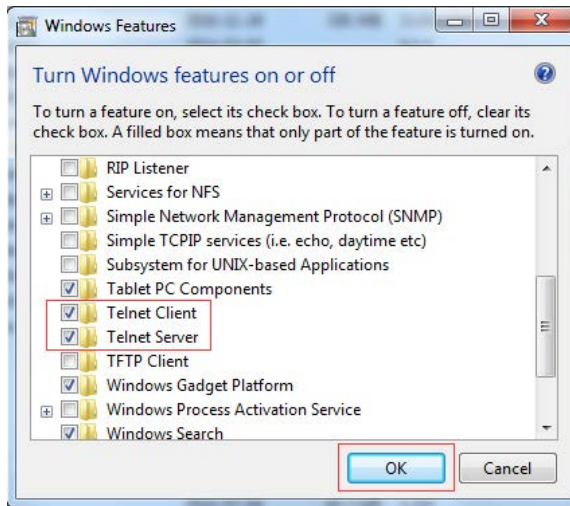 Windows Features
Turn Windows features on or off
To turn a feature on, select its check box. To turn a feature off, clear its
check box. A filled box means that only part of the feature is turned on.
RIP Listener
Services for NFS
Simple Network Management Protocol (SNMP)
Simple TCPIP services (i.e. echo, daytime etc)
Subsystem for UNIX-based Applications
Tablet PC Components
Telnet Client
Telnet Server
TFTP Client
Windows Gadget Platform
Windows Process Activation Service
Windows Search
OK Cancel